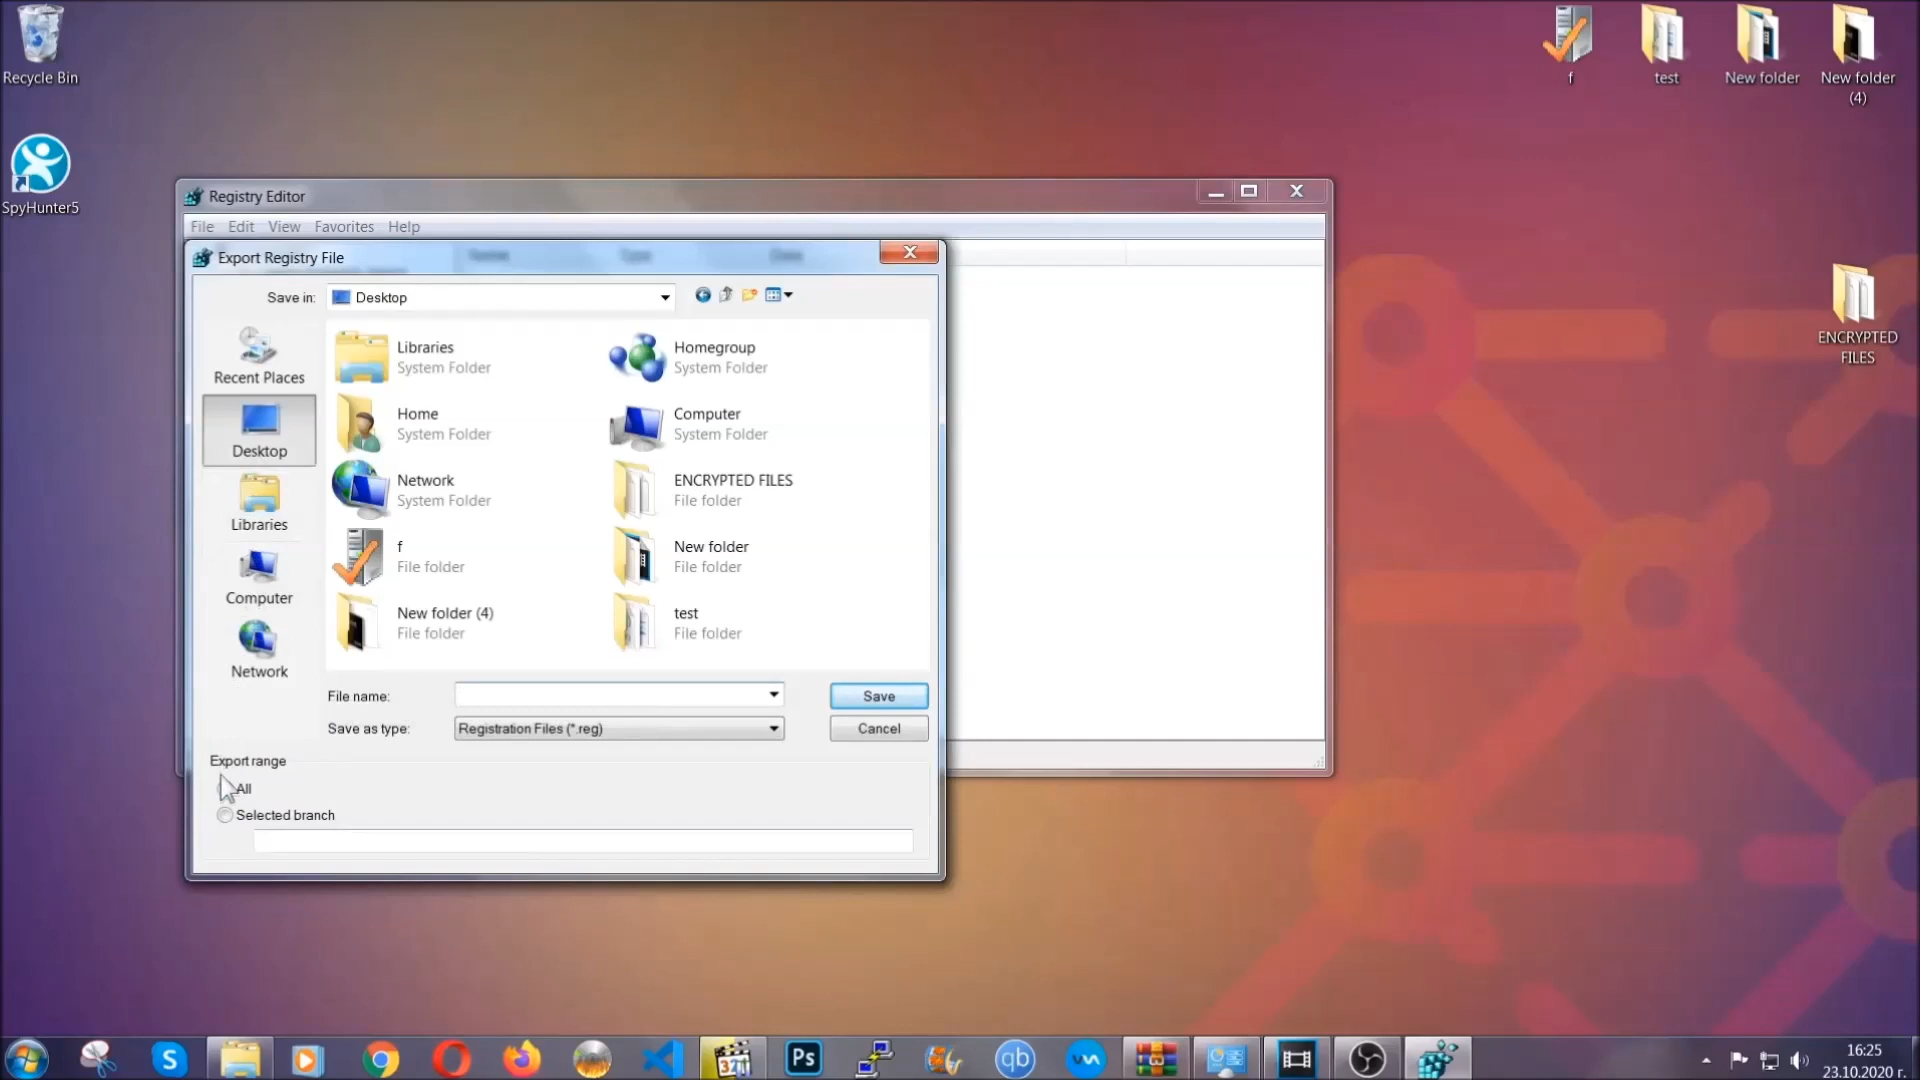 Recycle Bin
SpyHunter5
f
test
New folder
New folder
(4)
ENCRYPTED
FILES
Registry Editor
File Edit View Favorites Help
Export Registry File
Save in:
Desktop
Recent Places
Desktop
Libraries
Computer
Network
Libraries
System Folder
Homegroup
System Folder
Home
System Folder
Computer
System Folder
Network
System Folder
ENCRYPTED FILES
File folder
f
File folder
New folder
File folder
New folder (4)
File folder
test
File folder
File name:
Save
Save as type:
Registration Files (*.reg)
Cancel
Export range
All
Selected branch
S
321
Ps
qb
16:25
23.10.2020 г.